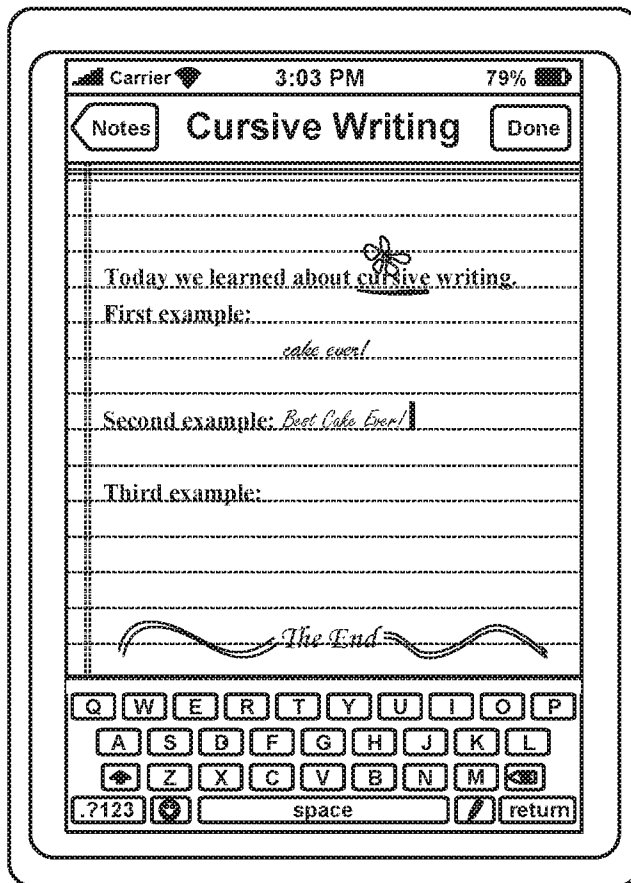 Carrier 3:03 PM 79%
Notes Cursive Writing Done
Today we learned about cursive writing.
First example:
cake ever!
Second example: Best Cake Ever!
Third example:
The End
Q W E R T Y U I O P
A S D F G H J K L
Z X C V B N M
.?123 space return